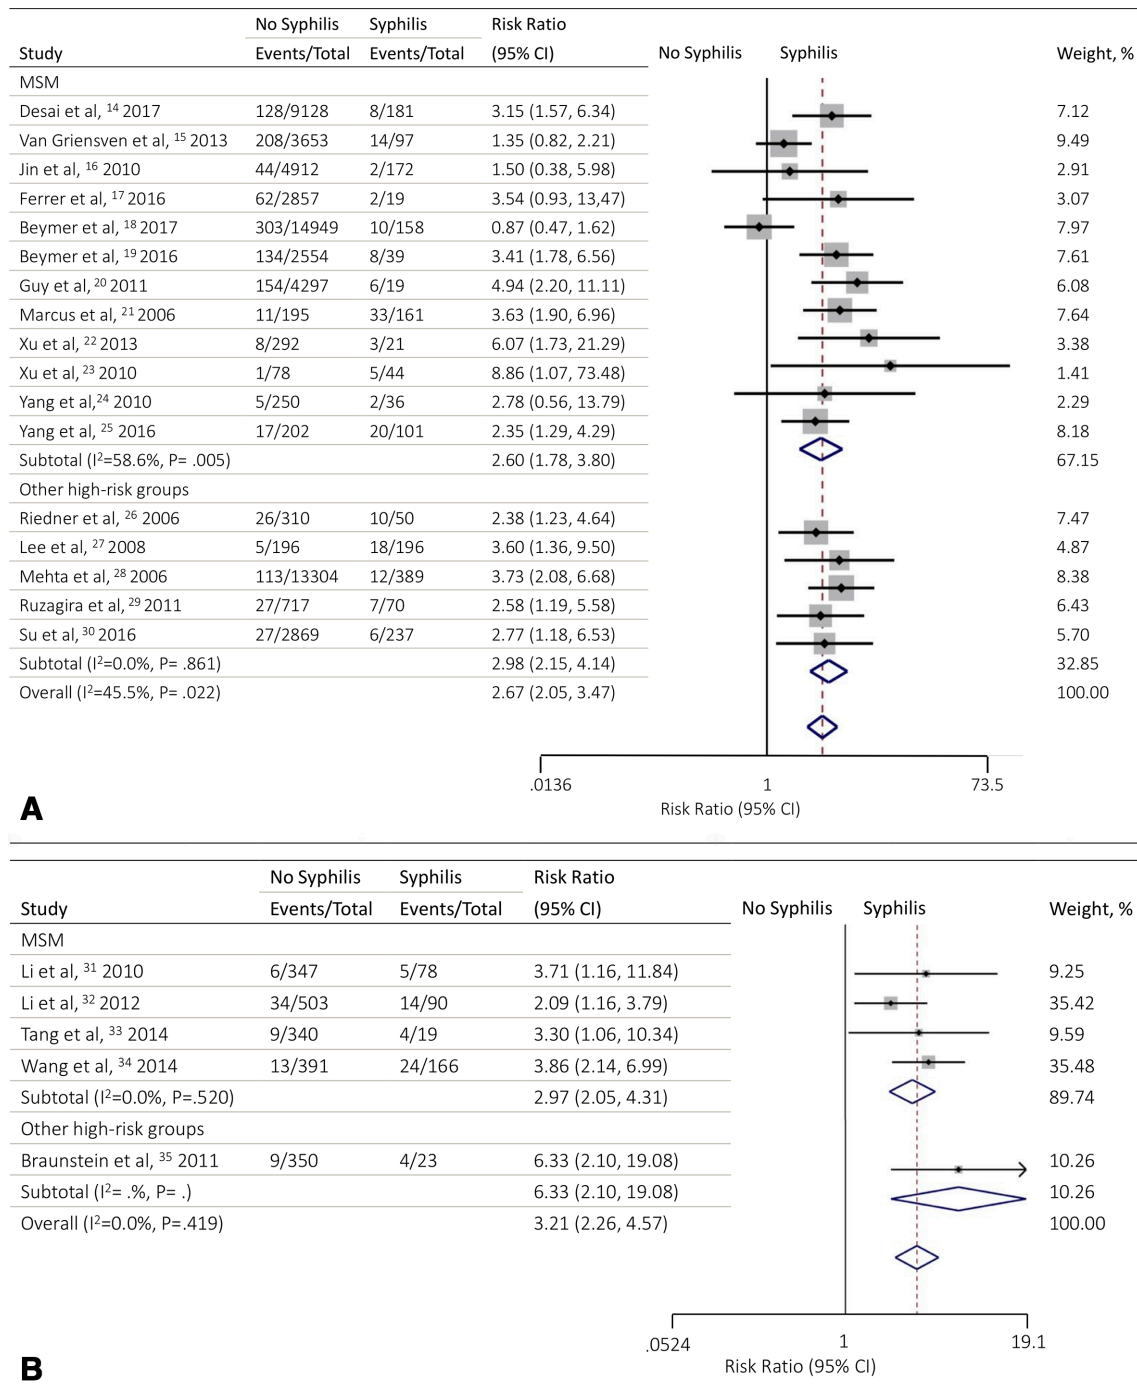 No Syphilis Syphilis Risk Ratio
Study Events/Total Events/Total (95% CI) No Syphilis Syphilis Weight, %
MSM
Desai et al, 14 2017 128/9128 8/181 3.15 (1.57, 6.34) 7.12
Van Griensven et al, 15 2013 208/3653 14/97 1.35 (0.82, 2.21) 9.49
Jin et al, 16 2010 44/4912 2/172 1.50 (0.38, 5.98) 2.91
Ferrer et al, 17 2016 62/2857 2/19 3.54 (0.93, 13,47) 3.07
Beymer et al, 18 2017 303/14949 10/158 0.87 (0.47, 1.62) 7.97
Beymer et al, 19 2016 134/2554 8/39 3.41 (1.78, 6.56) 7.61
Guy et al, 20 2011 154/4297 6/19 4.94 (2.20, 11.11) 6.08
Marcus et al, 21 2006 11/195 33/161 3.63 (1.90, 6.96) 7.64
Xu et al, 22 2013 8/292 3/21 6.07 (1.73, 21.29) 3.38
Xu et al, 23 2010 1/78 5/44 8.86 (1.07, 73.48) 1.41
Yang et al,24 2010 5/250 2/36 2.78 (0.56, 13.79) 2.29
Yang et al, 25 2016 17/202 20/101 2.35 (1.29, 4.29) 8.18
Subtotal (I2=58.6%, P= .005) 2.60 (1.78, 3.80) 67.15
Other high-risk groups
Riedner et al, 26 2006 26/310 10/50 2.38 (1.23, 4.64) 7.47
Lee et al, 27 2008 5/196 18/196 3.60 (1.36, 9.50) 4.87
Mehta et al, 28 2006 113/13304 12/389 3.73 (2.08, 6.68) 8.38
Ruzagira et al, 29 2011 27/717 7/70 2.58 (1.19, 5.58) 6.43
Su et al, 30 2016 27/2869 6/237 2.77 (1.18, 6.53) 5.70
Subtotal (I2=0.0%, P= .861) 2.98 (2.15, 4.14) 32.85
Overall (I2=45.5%, P= .022) 2.67 (2.05, 3.47) 100.00
.0136 1 73.5
Risk Ratio (95% CI)
A
No Syphilis Syphilis Risk Ratio
Study Events/Total Events/Total (95% CI) No Syphilis Syphilis Weight, %
MSM
Li et al, 31 2010 6/347 5/78 3.71 (1.16, 11.84) 9.25
Li et al, 32 2012 34/503 14/90 2.09 (1.16, 3.79) 35.42
Tang et al, 33 2014 9/340 4/19 3.30 (1.06, 10.34) 9.59
Wang et al, 34 2014 13/391 24/166 3.86 (2.14, 6.99) 35.48
Subtotal (I2=0.0%, P=.520) 2.97 (2.05, 4.31) 89.74
Other high-risk groups
Braunstein et al, 35 2011 9/350 4/23 6.33 (2.10, 19.08) 10.26
Subtotal (I2= .%, P= .) 6.33 (2.10, 19.08) 10.26
Overall (I2=0.0%, P=.419) 3.21 (2.26, 4.57) 100.00
.0524 1 19.1
Risk Ratio (95% CI)
B